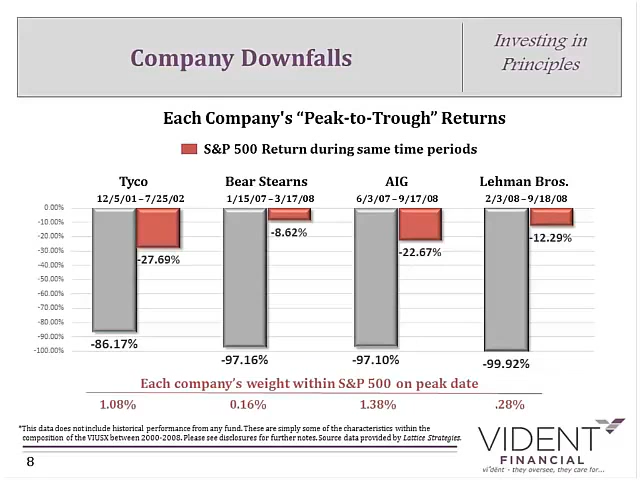 Company Downfalls
Investing in
Principles
Each Company's “Peak-to-Trough” Returns
S&P 500 Return during same time periods
Tyco
Bear Stearns
AIG
Lehman Bros.
12/5/01 – 7/25/02
1/15/07 – 3/17/08
6/3/07 – 9/17/08
2/3/08 – 9/18/08
0.00%
-10.00%
-20.00%
-30.00%
-40.00%
-50.00%
-60.00%
-70.00%
-80.00%
-90.00%
-100.00%
-27.69%
-8.62%
-22.67%
-12.29%
-86.17%
-97.16%
-97.10%
-99.92%
Each company’s weight within S&P 500 on peak date
1.08%
0.16%
1.38%
.28%
*This data does not include historical performance from any fund. These are simply some of the characteristics within the
composition of the VIUSX between 2000-2008. Please see disclosures for further notes. Source data provided by Lattice Strategies.
8
VIDENT
FINANCIAL
vi'dĕnt - they oversee, they care for...